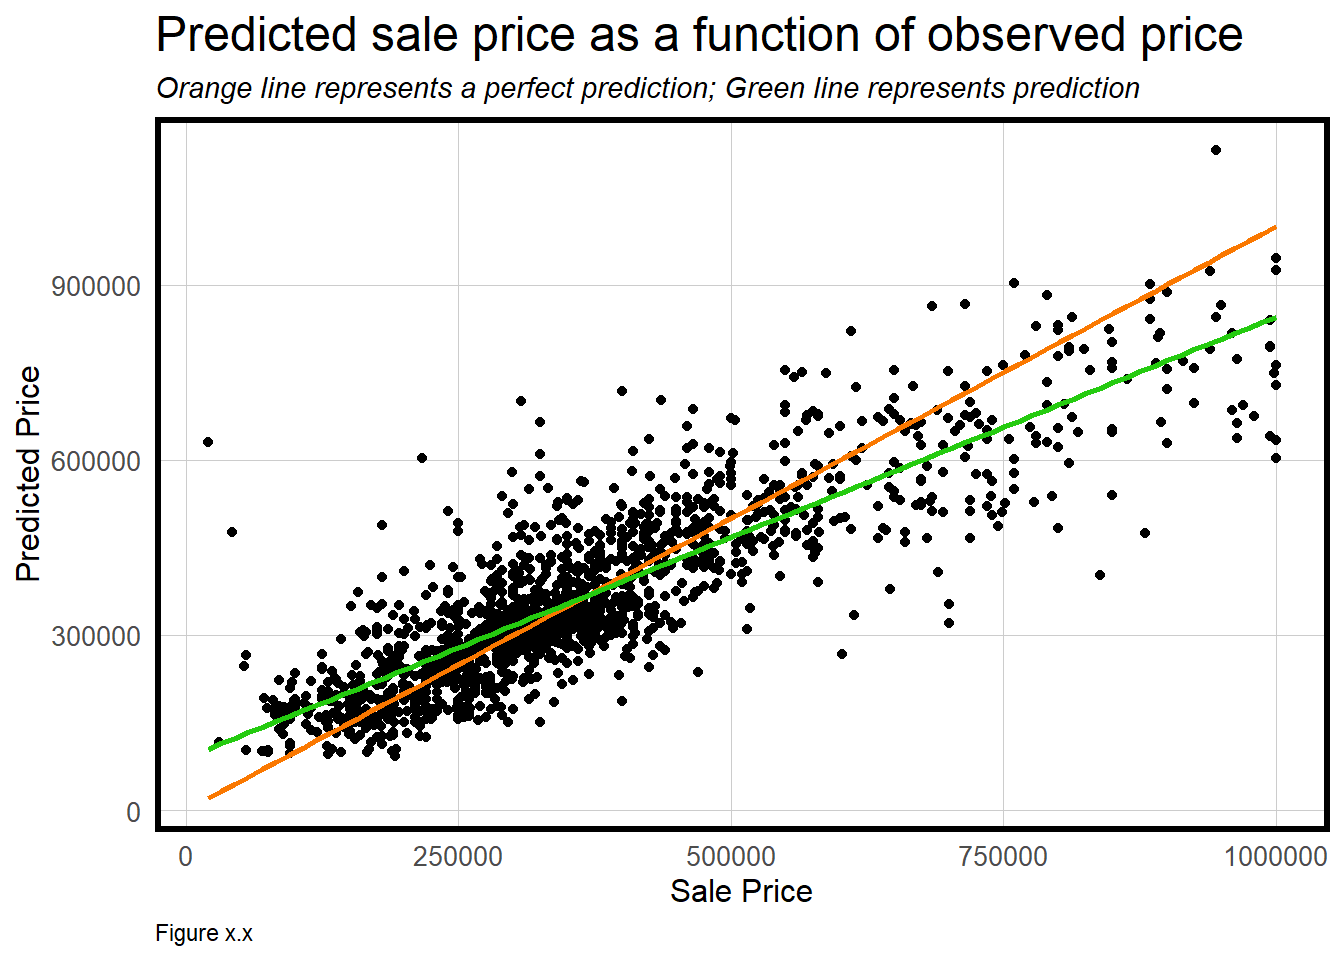 Predicted sale price as a function of observed price
Orange line represents a perfect prediction; Green line represents prediction
Predicted Price
900000
600000
300000
0
0 250000 500000 750000 1000000
Sale Price
Figure x.x